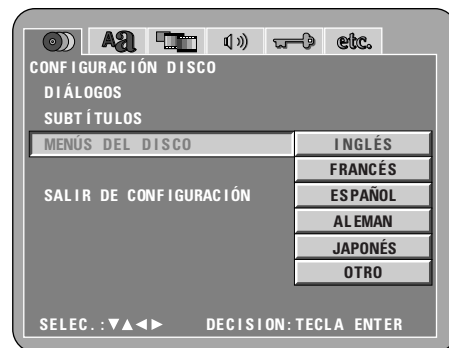 Aa etc.
CONFIGURACIÓN DISCO
DIÁLOGOS
SUBTÍTULOS
MENÚS DEL DISCO INGLÉS
FRANCÉS
SALIR DE CONFIGURACIÓN ESPAÑOL
ALEMAN
JAPONÉS
OTRO
SELEC.:▼▲◄► DECISION:TECLA ENTER